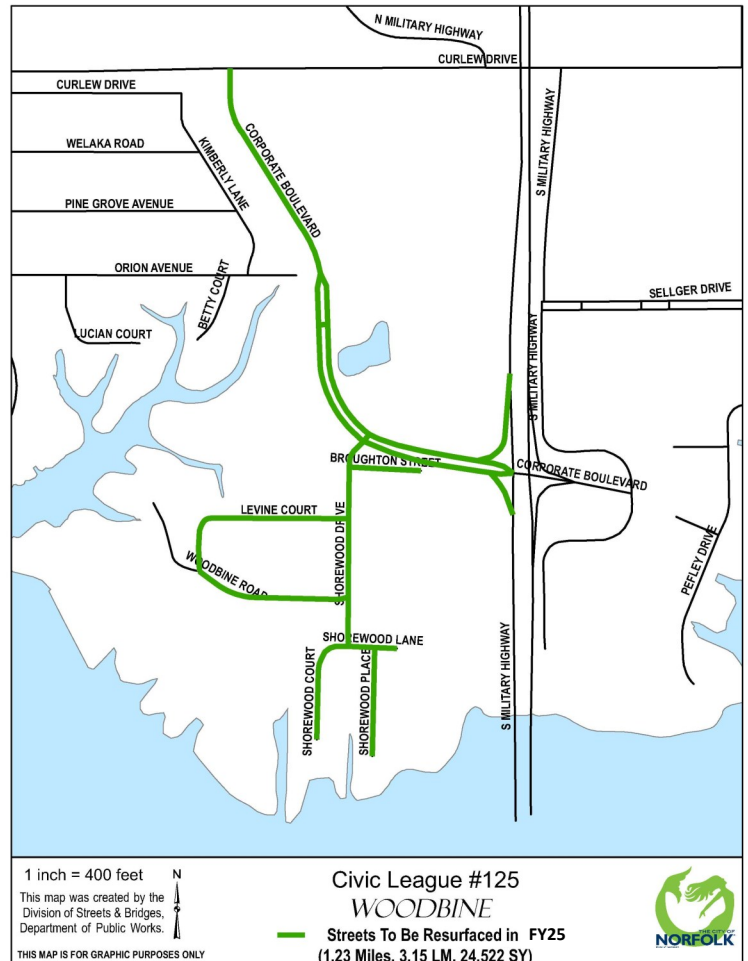 N MILITARY HIGHWAY
CURLEW DRIVE
CURLEW DRIVE
WELAKA ROAD
KIMBERLY LANE
CORPORATE BOULEVARD
S MILITARY HIGHWAY
PINE GROVE AVENUE
ORION AVENUE
BETTY COURT
SELLGER DRIVE
LUCIAN COURT
S MILITARY HIGHWAY
BROUGHTON STREET
CORPORATE BOULEVARD
LEVINE COURT
SHOREWOOD DRIVE
WOODBINE ROAD
PEFLEY DRIVE
SHOREWOOD LANE
SHOREWOOD COURT
SHOREWOOD PLACE
S MILITARY HIGHWAY
1 inch = 400 feet
N
This map was created by the
Division of Streets & Bridges,
Department of Public Works.
THIS MAP IS FOR GRAPHIC PURPOSES ONLY
Civic League #125
WOODBINE
Streets To Be Resurfaced in FY25
(1.23 Miles, 3.15 LM, 24,522 SY)
THE CITY OF
NORFOLK